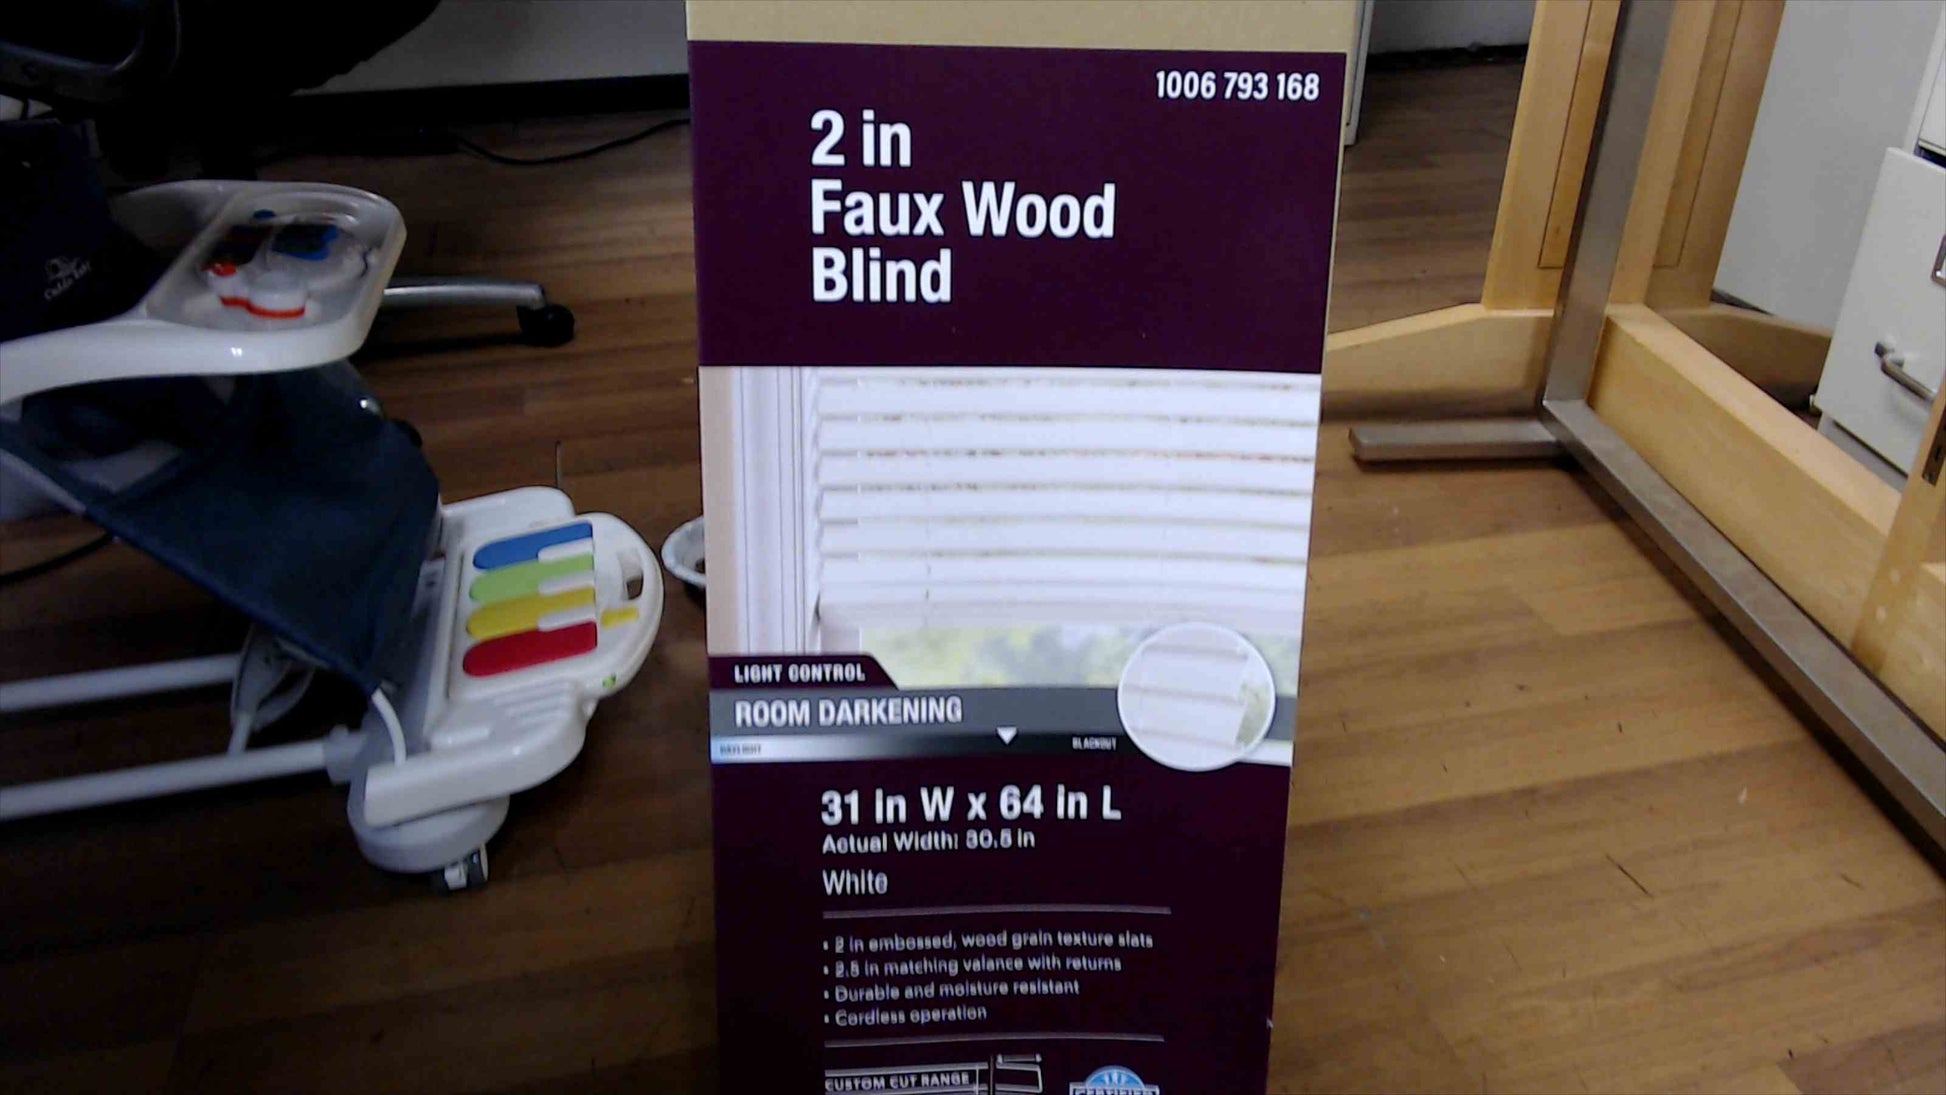 1006 793 168
2 in
Faux Wood
Blind
LIGHT CONTROL
ROOM DARKENING
DAYLIGHT
BLACKOUT
31 in W x 64 in L
Actual Width: 30.5 in
White
• 2 in embossed, wood grain texture slats
• 2.5 in matching valance with returns
• Durable and moisture resistant
• Cordless operation
CUSTOM CUT RANGE